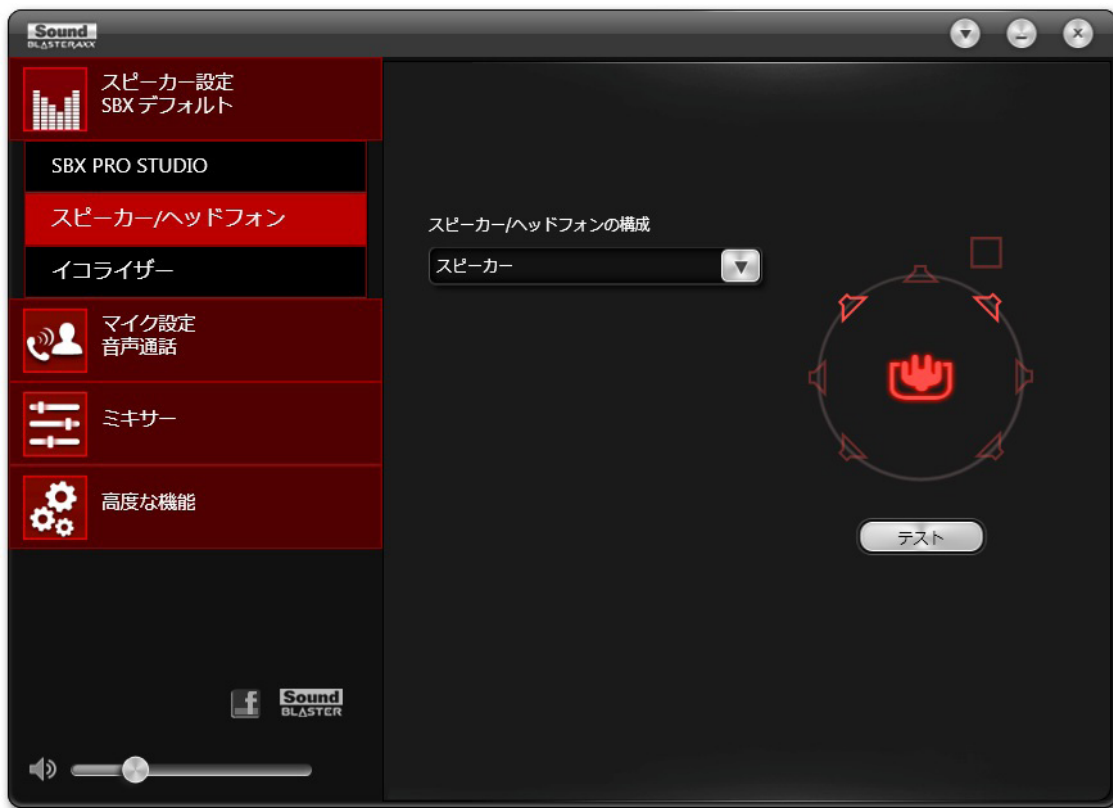 Sound
BLASTERAXX
スピーカー設定
SBX デフォルト
SBX PRO STUDIO
スピーカー/ヘッドフォン
イコライザー
マイク設定
音声通話
ミキサー
高度な機能
スピーカー/ヘッドフォンの構成
スピーカー
テスト
f
Sound
BLASTER